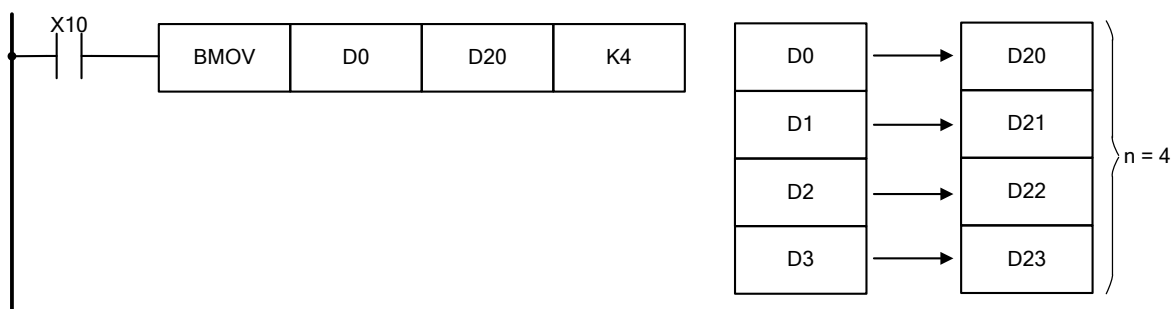 X10
BMOV D0 D20 K4
D0 D20
D1 D21
D2 D22
D3 D23
n = 4